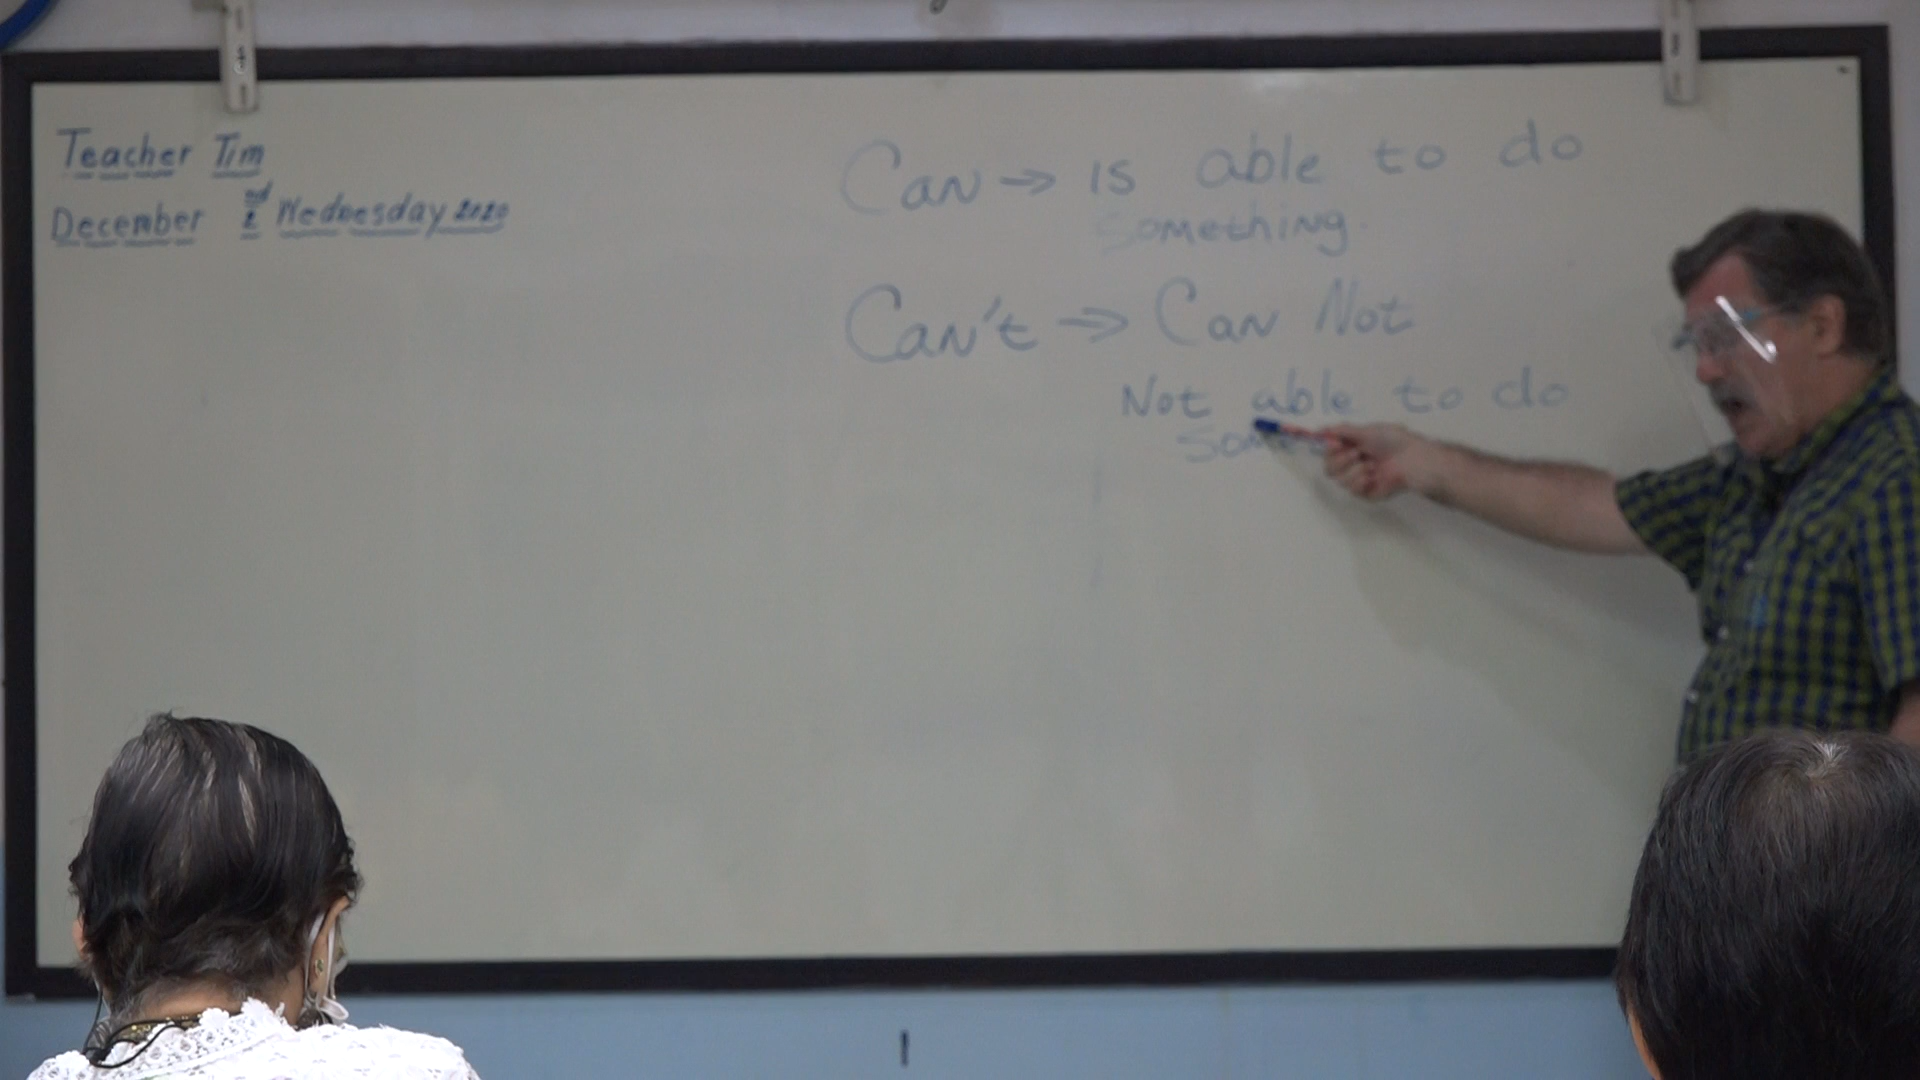 Teacher Tim
December 2nd Wednesday 2020
Can → is able to do
something.
Can't → Can Not
Not able to do